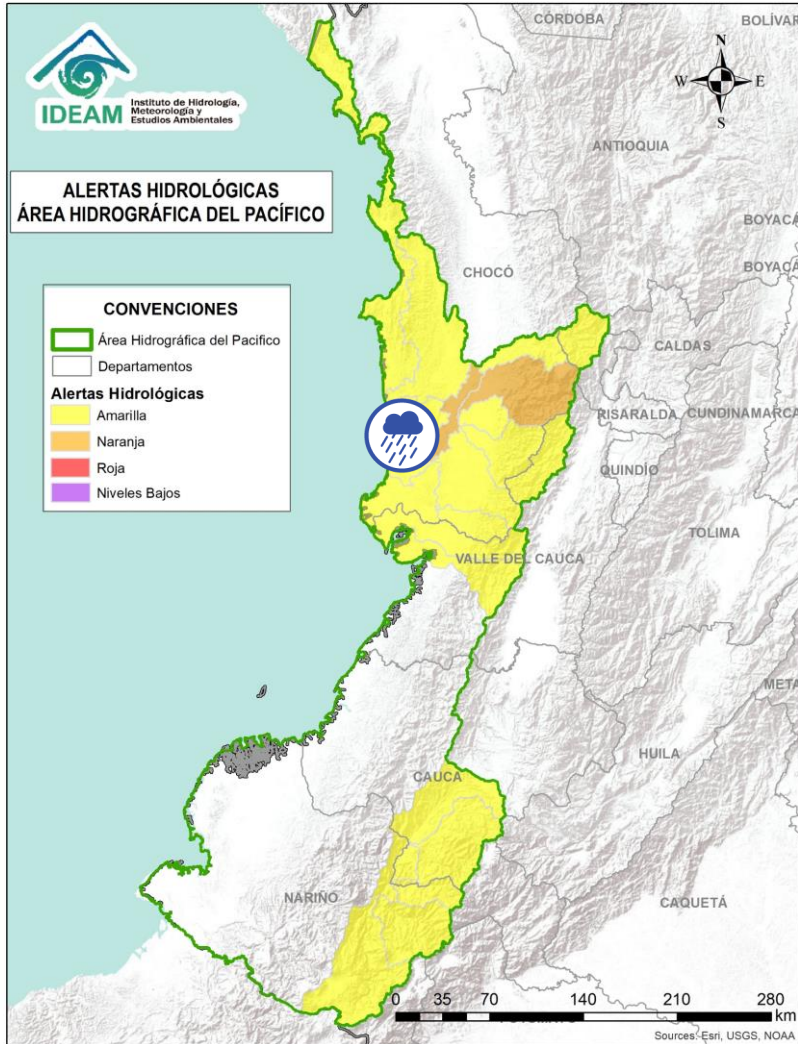 IDEAM
Instituto de Hidrología,
Meteorología y
Estudios Ambientales
CÓRDOBA
BOLÍVAR
N
W
E
S
ANTIOQUIA
ALERTAS HIDROLÓGICAS
ÁREA HIDROGRÁFICA DEL PACÍFICO
BOYACÁ
BOYACÁ
CHOCÓ
CONVENCIONES
Área Hidrográfica del Pacífico
Departamentos
Alertas Hidrológicas
Amarilla
Naranja
Roja
Niveles Bajos
CALDAS
RISARALDA
CUNDINAMARCA
QUINDÍO
TOLIMA
VALLE DEL CAUCA
META
HUILA
CAUCA
NARIÑO
CAQUETÁ
0 35 70 140 210 280
km
Sources: Esri, USGS, NOAA